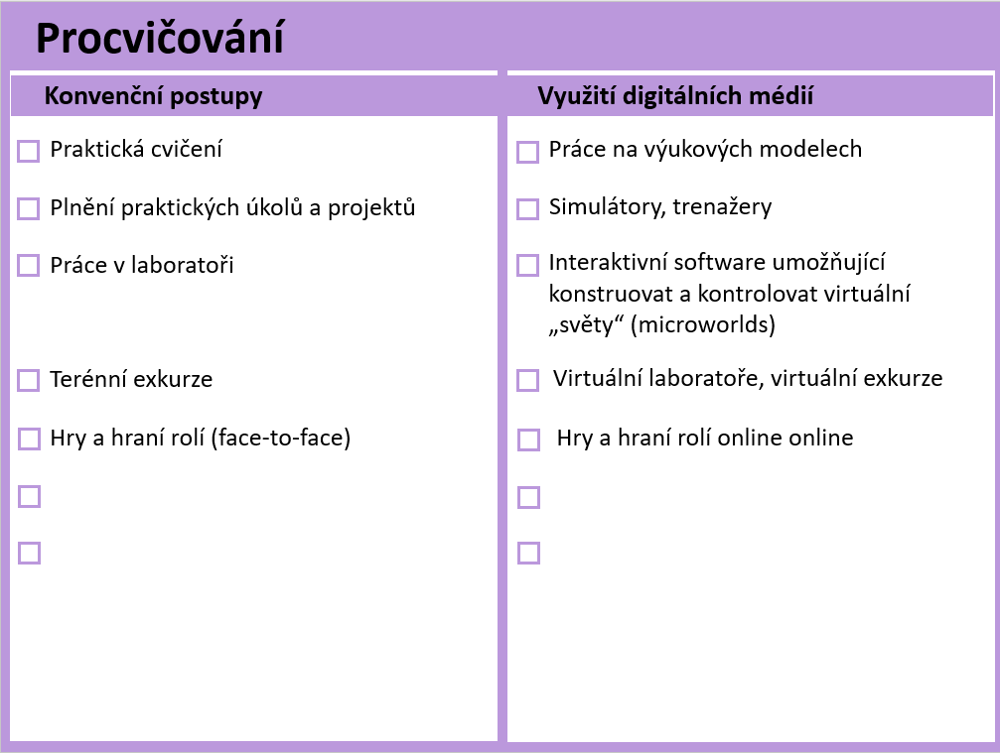 Procvičování
Konvenční postupy
Praktická cvičení
Plnění praktických úkolů a projektů
Práce v laboratoři
Terénní exkurze
Hry a hraní rolí (face-to-face)
Využití digitálních médií
Práce na výukových modelech
Simulátory, trenažery
Interaktivní software umožňující
konstruovat a kontrolovat virtuální
„světy“ (microworlds)
Virtuální laboratoře, virtuální exkurze
Hry a hraní rolí online online